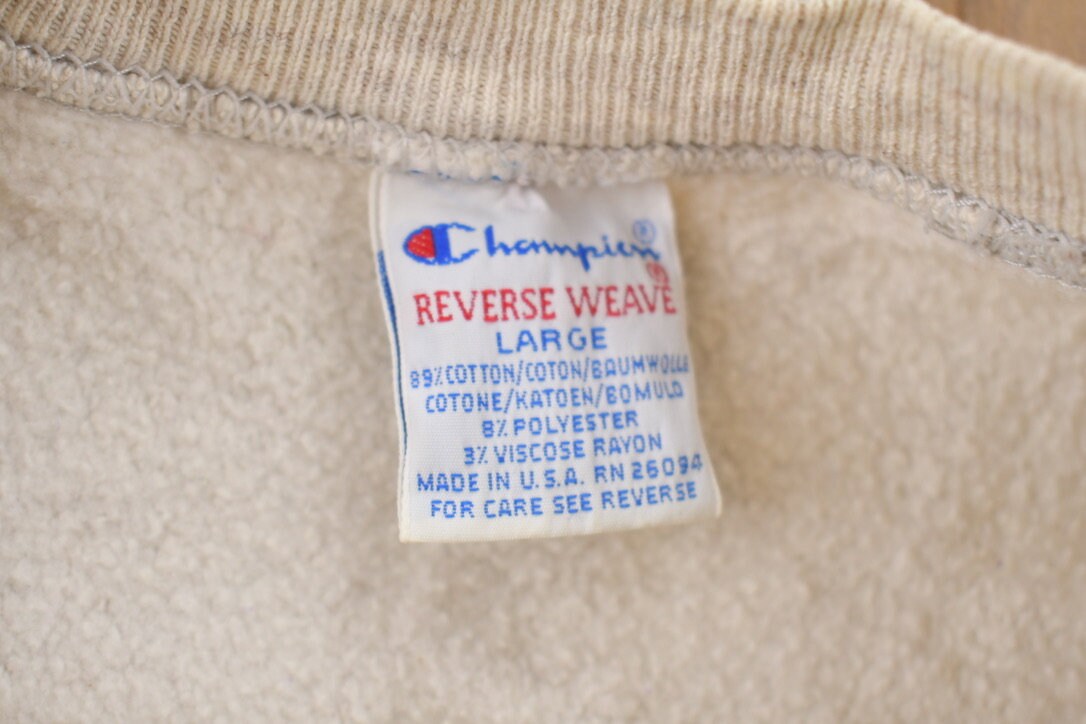 Champion®
REVERSE WEAVE®
LARGE
89% COTTON/COTON/BAUMWOLLE
COTONE/KATOEN/BOMULD
8% POLYESTER
3% VISCOSE RAYON
MADE IN U.S.A. RN 26094
FOR CARE SEE REVERSE